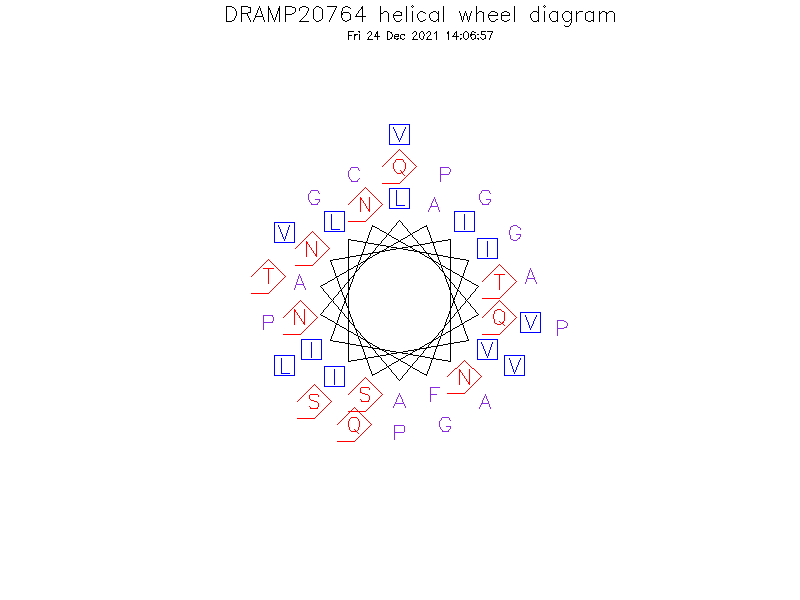 DRAMP20764 helical wheel diagram
Fri 24 Dec 2021 14:06:57
V
Q
C P
L
G N A G
L I
V G
N I
T A T A
P N Q V P
I V
L V
I N
S S A F A
Q P G